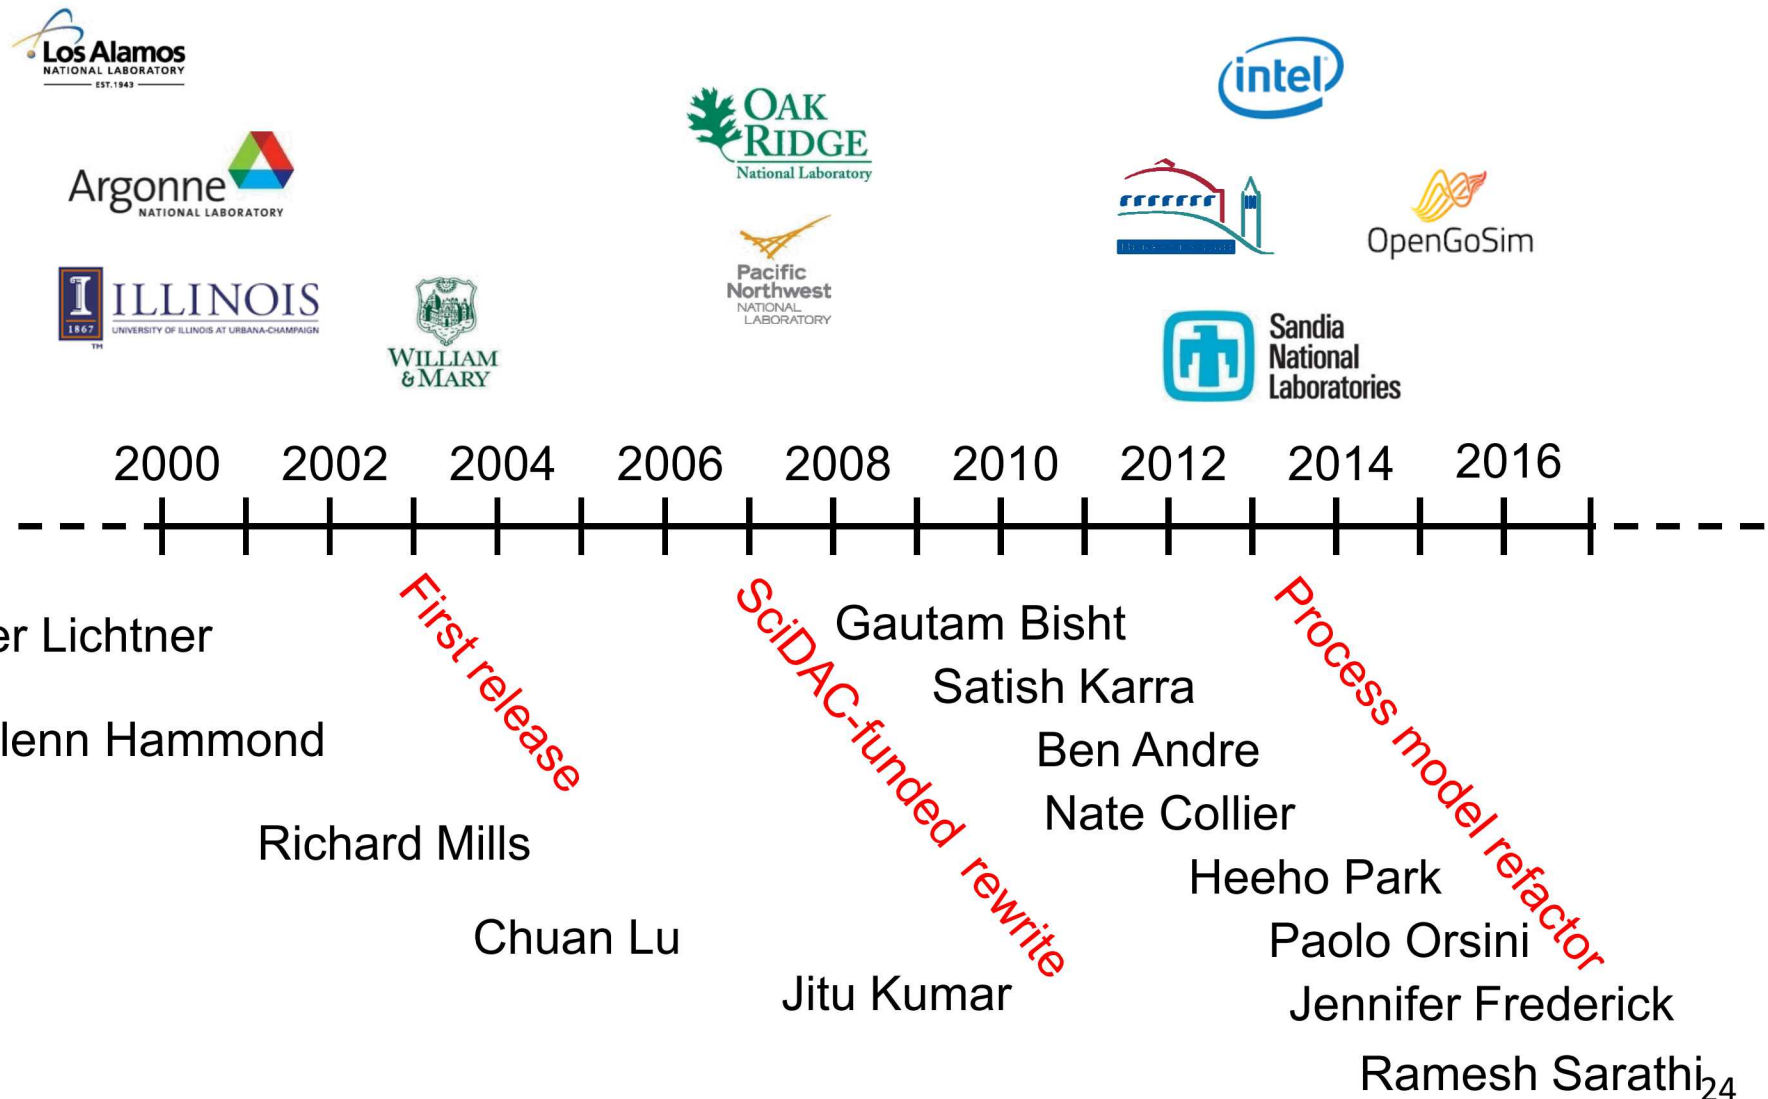 Los Alamos
NATIONAL LABORATORY
EST.1943
Argonne
NATIONAL LABORATORY
I
1867
TM
ILLINOIS
UNIVERSITY OF ILLINOIS AT URBANA-CHAMPAIGN
WILLIAM
& MARY
OAK
RIDGE
National Laboratory
Pacific
Northwest
NATIONAL
LABORATORY
intel
OpenGoSim
Sandia
National
Laboratories
2000 2002 2004 2006 2008 2010 2012 2014 2016
First release
SciDAC-funded rewrite
Process model refactor
er Lichtner
lenn Hammond
Richard Mills
Chuan Lu
Jitu Kumar
Gautam Bisht
Satish Karra
Ben Andre
Nate Collier
Heeho Park
Paolo Orsini
Jennifer Frederick
Ramesh Sarathi
24